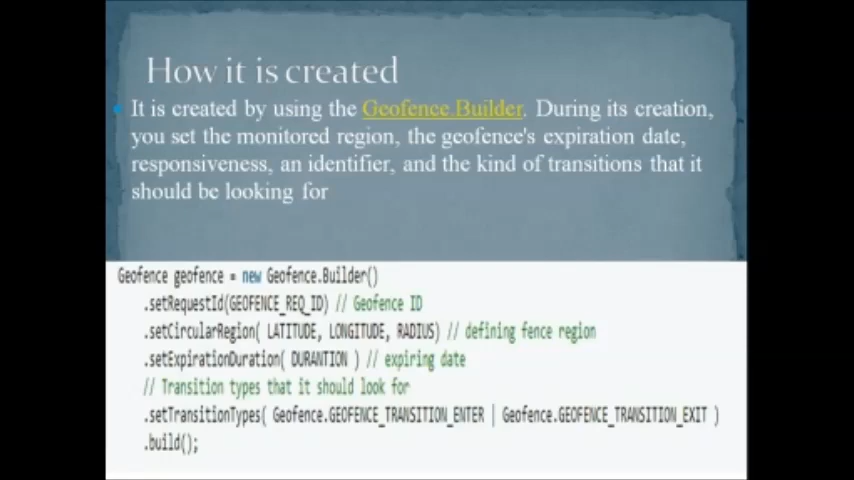 How it is created
It is created by using the Geofence.Builder. During its creation,
you set the monitored region, the geofence's expiration date,
responsiveness, an identifier, and the kind of transitions that it
should be looking for
Geofence geofence = new Geofence.Builder()
.setRequestId(GEOFENCE_REQ_ID) // Geofence ID
.setCircularRegion( LATITUDE, LONGITUDE, RADIUS) // defining fence region
.setExpirationDuration( DURANTION ) // expiring date
// Transition types that it should look for
.setTransitionTypes( Geofence.GEOFENCE_TRANSITION_ENTER | Geofence.GEOFENCE_TRANSITION_EXIT )
.build();